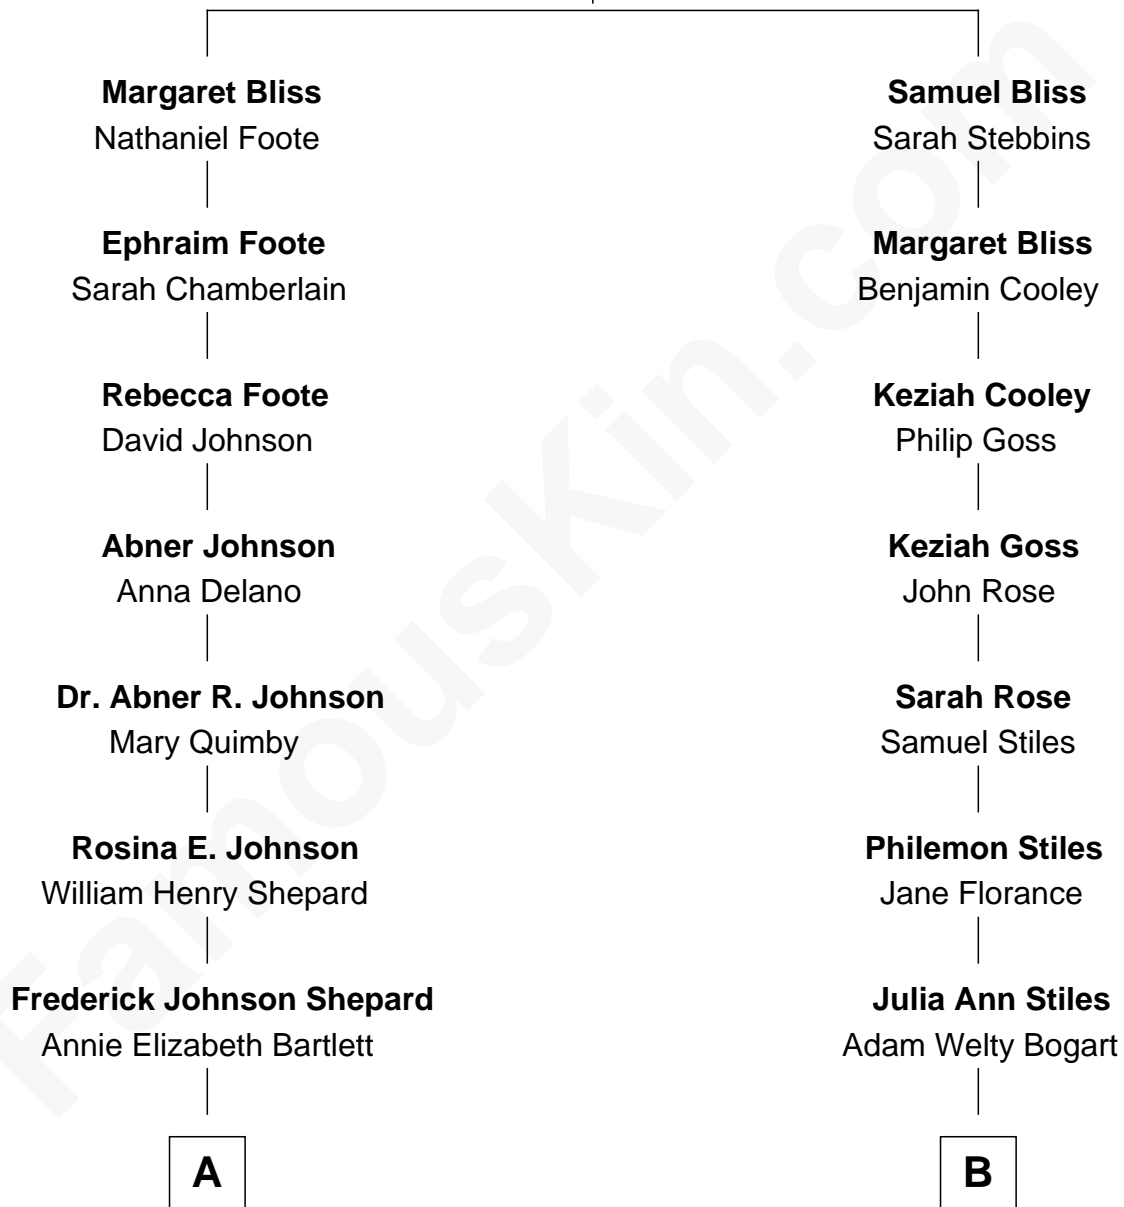 Margaret Bliss
Nathaniel Foote
Samuel Bliss
Sarah Stebbins
Ephraim Foote
Sarah Chamberlain
Margaret Bliss
Benjamin Cooley
Rebecca Foote
David Johnson
Keziah Cooley
Philip Goss
Abner Johnson
Anna Delano
Keziah Goss
John Rose
Dr. Abner R. Johnson
Mary Quimby
Sarah Rose
Samuel Stiles
Rosina E. Johnson
William Henry Shepard
Philemon Stiles
Jane Florance
Frederick Johnson Shepard
Annie Elizabeth Bartlett
Julia Ann Stiles
Adam Welty Bogart
A
B
FamousKin.com